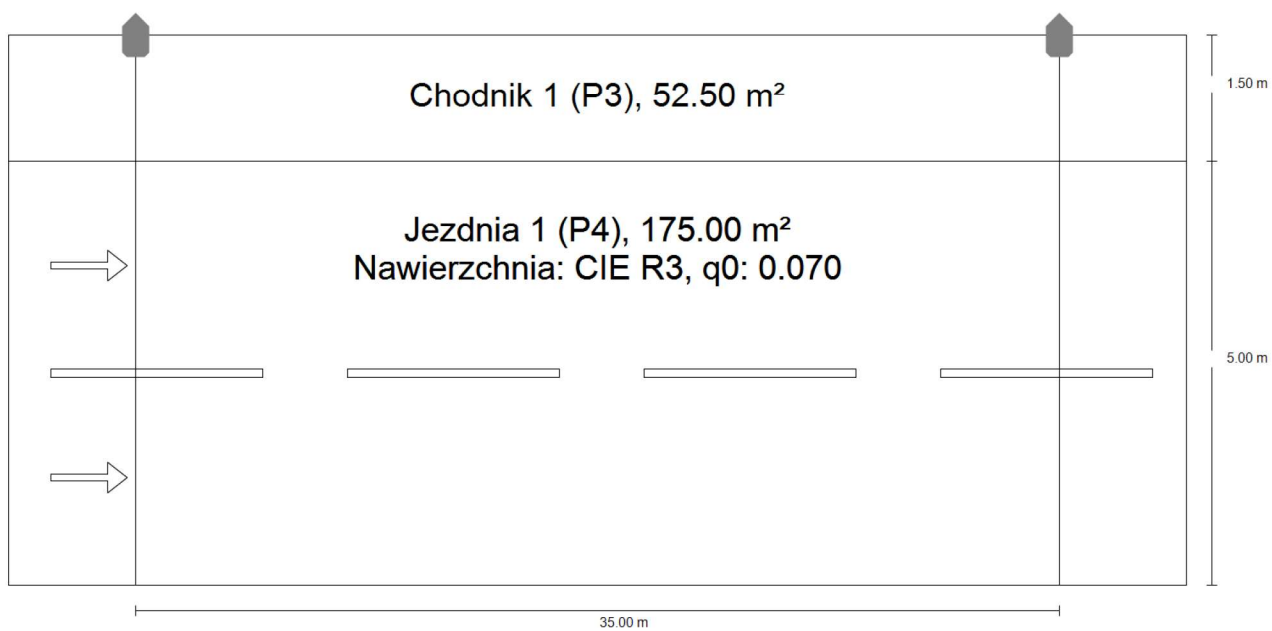 Chodnik 1 (P3), 52.50 m²
1.50 m
Jezdnia 1 (P4), 175.00 m²
Nawierzchnia: CIE R3, q0: 0.070
5.00 m
35.00 m